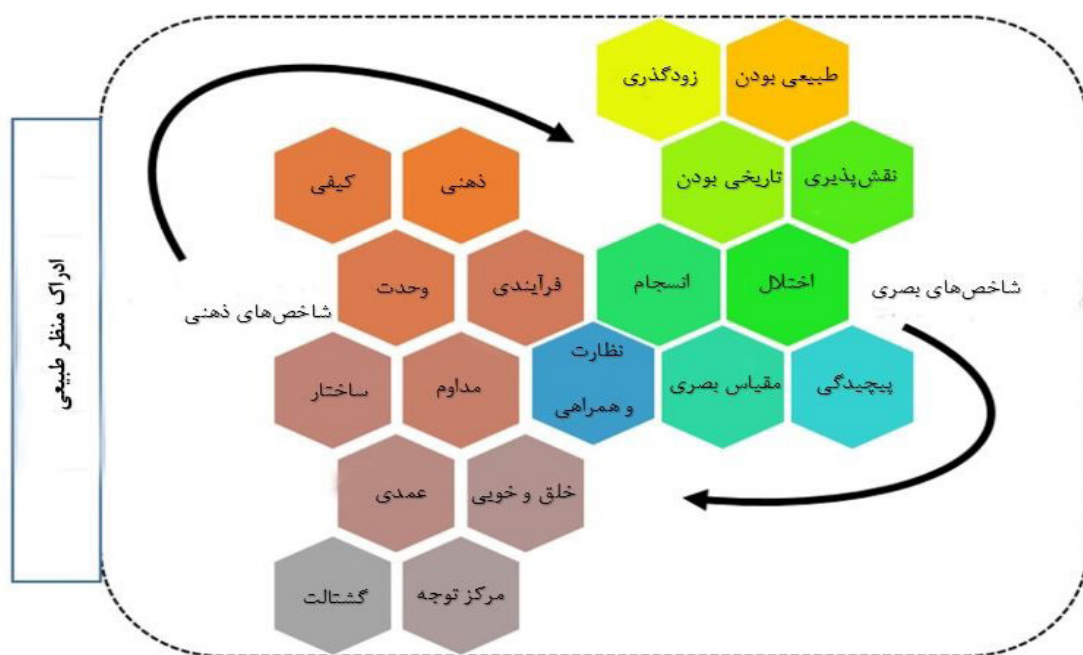 ادراک منظر طبیعی
طبیعی بودن
زودگذری
نقش‌پذیری
تاریخی بودن
ذهنی
کیفی
اختلال
انسجام
فرآیندی
وحدت
شاخص‌های بصری
شاخص‌های ذهنی
پیچیدگی
مقیاس بصری
نظارت
و همراهی
مداوم
ساختار
خلق و خویی
عمدی
مرکز توجه
گشتالت